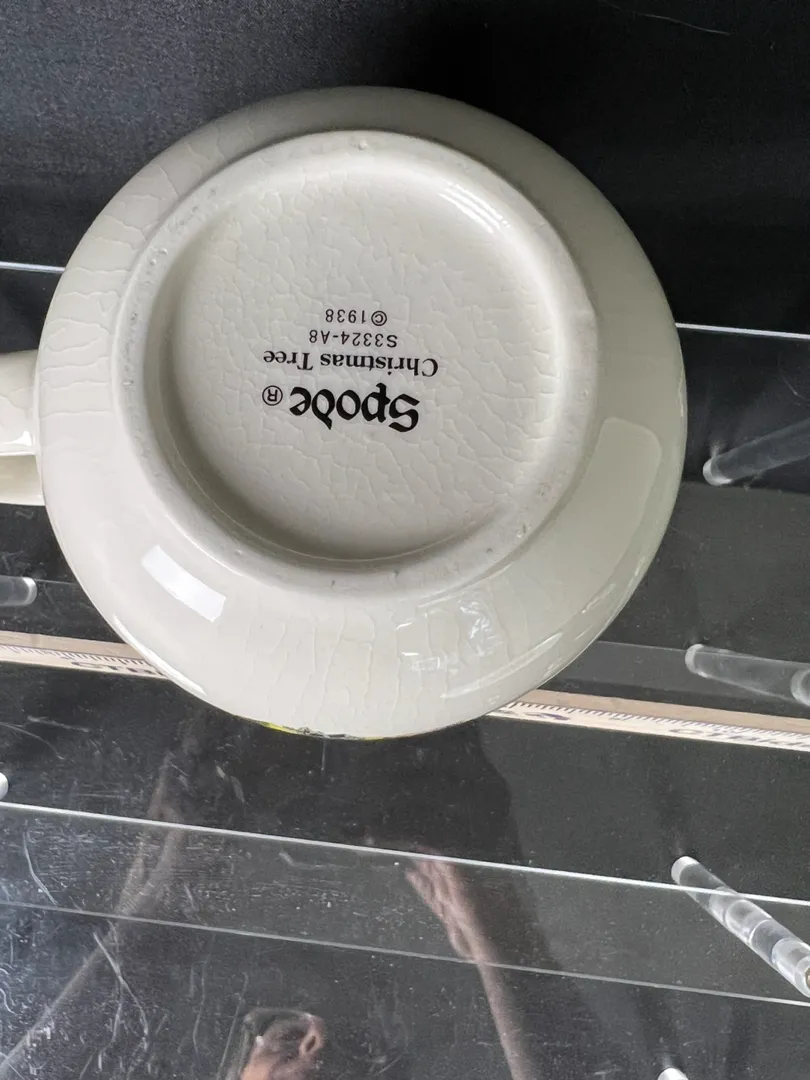 Spode ®
Christmas Tree
S3324-A8
©1938